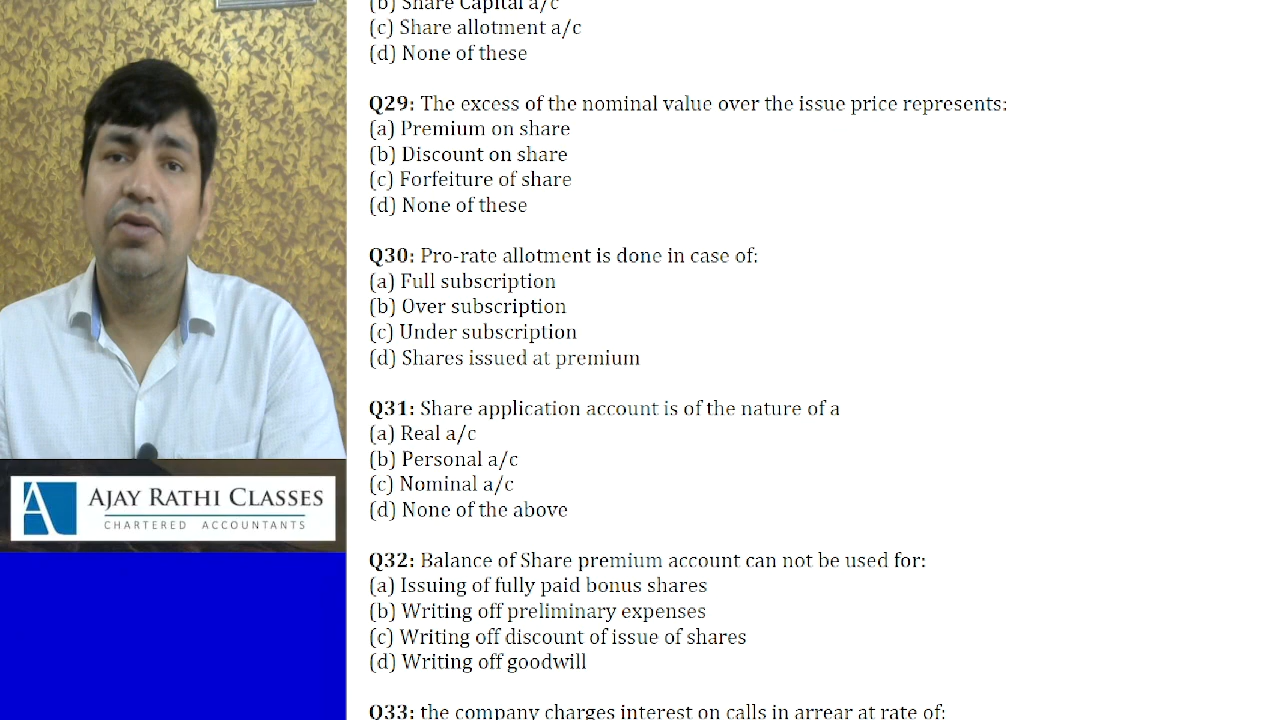 (b) Share Capital a/c
(c) Share allotment a/c
(d) None of these
Q29: The excess of the nominal value over the issue price represents:
(a) Premium on share
(b) Discount on share
(c) Forfeiture of share
(d) None of these
Q30: Pro-rate allotment is done in case of:
(a) Full subscription
(b) Over subscription
(c) Under subscription
(d) Shares issued at premium
Q31: Share application account is of the nature of a
(a) Real a/c
(b) Personal a/c
(c) Nominal a/c
(d) None of the above
Q32: Balance of Share premium account can not be used for:
(a) Issuing of fully paid bonus shares
(b) Writing off preliminary expenses
(c) Writing off discount of issue of shares
(d) Writing off goodwill
Q33: the company charges interest on calls in arrear at rate of:
AJAY RATHI CLASSES
CHARTERED ACCOUNTANTS